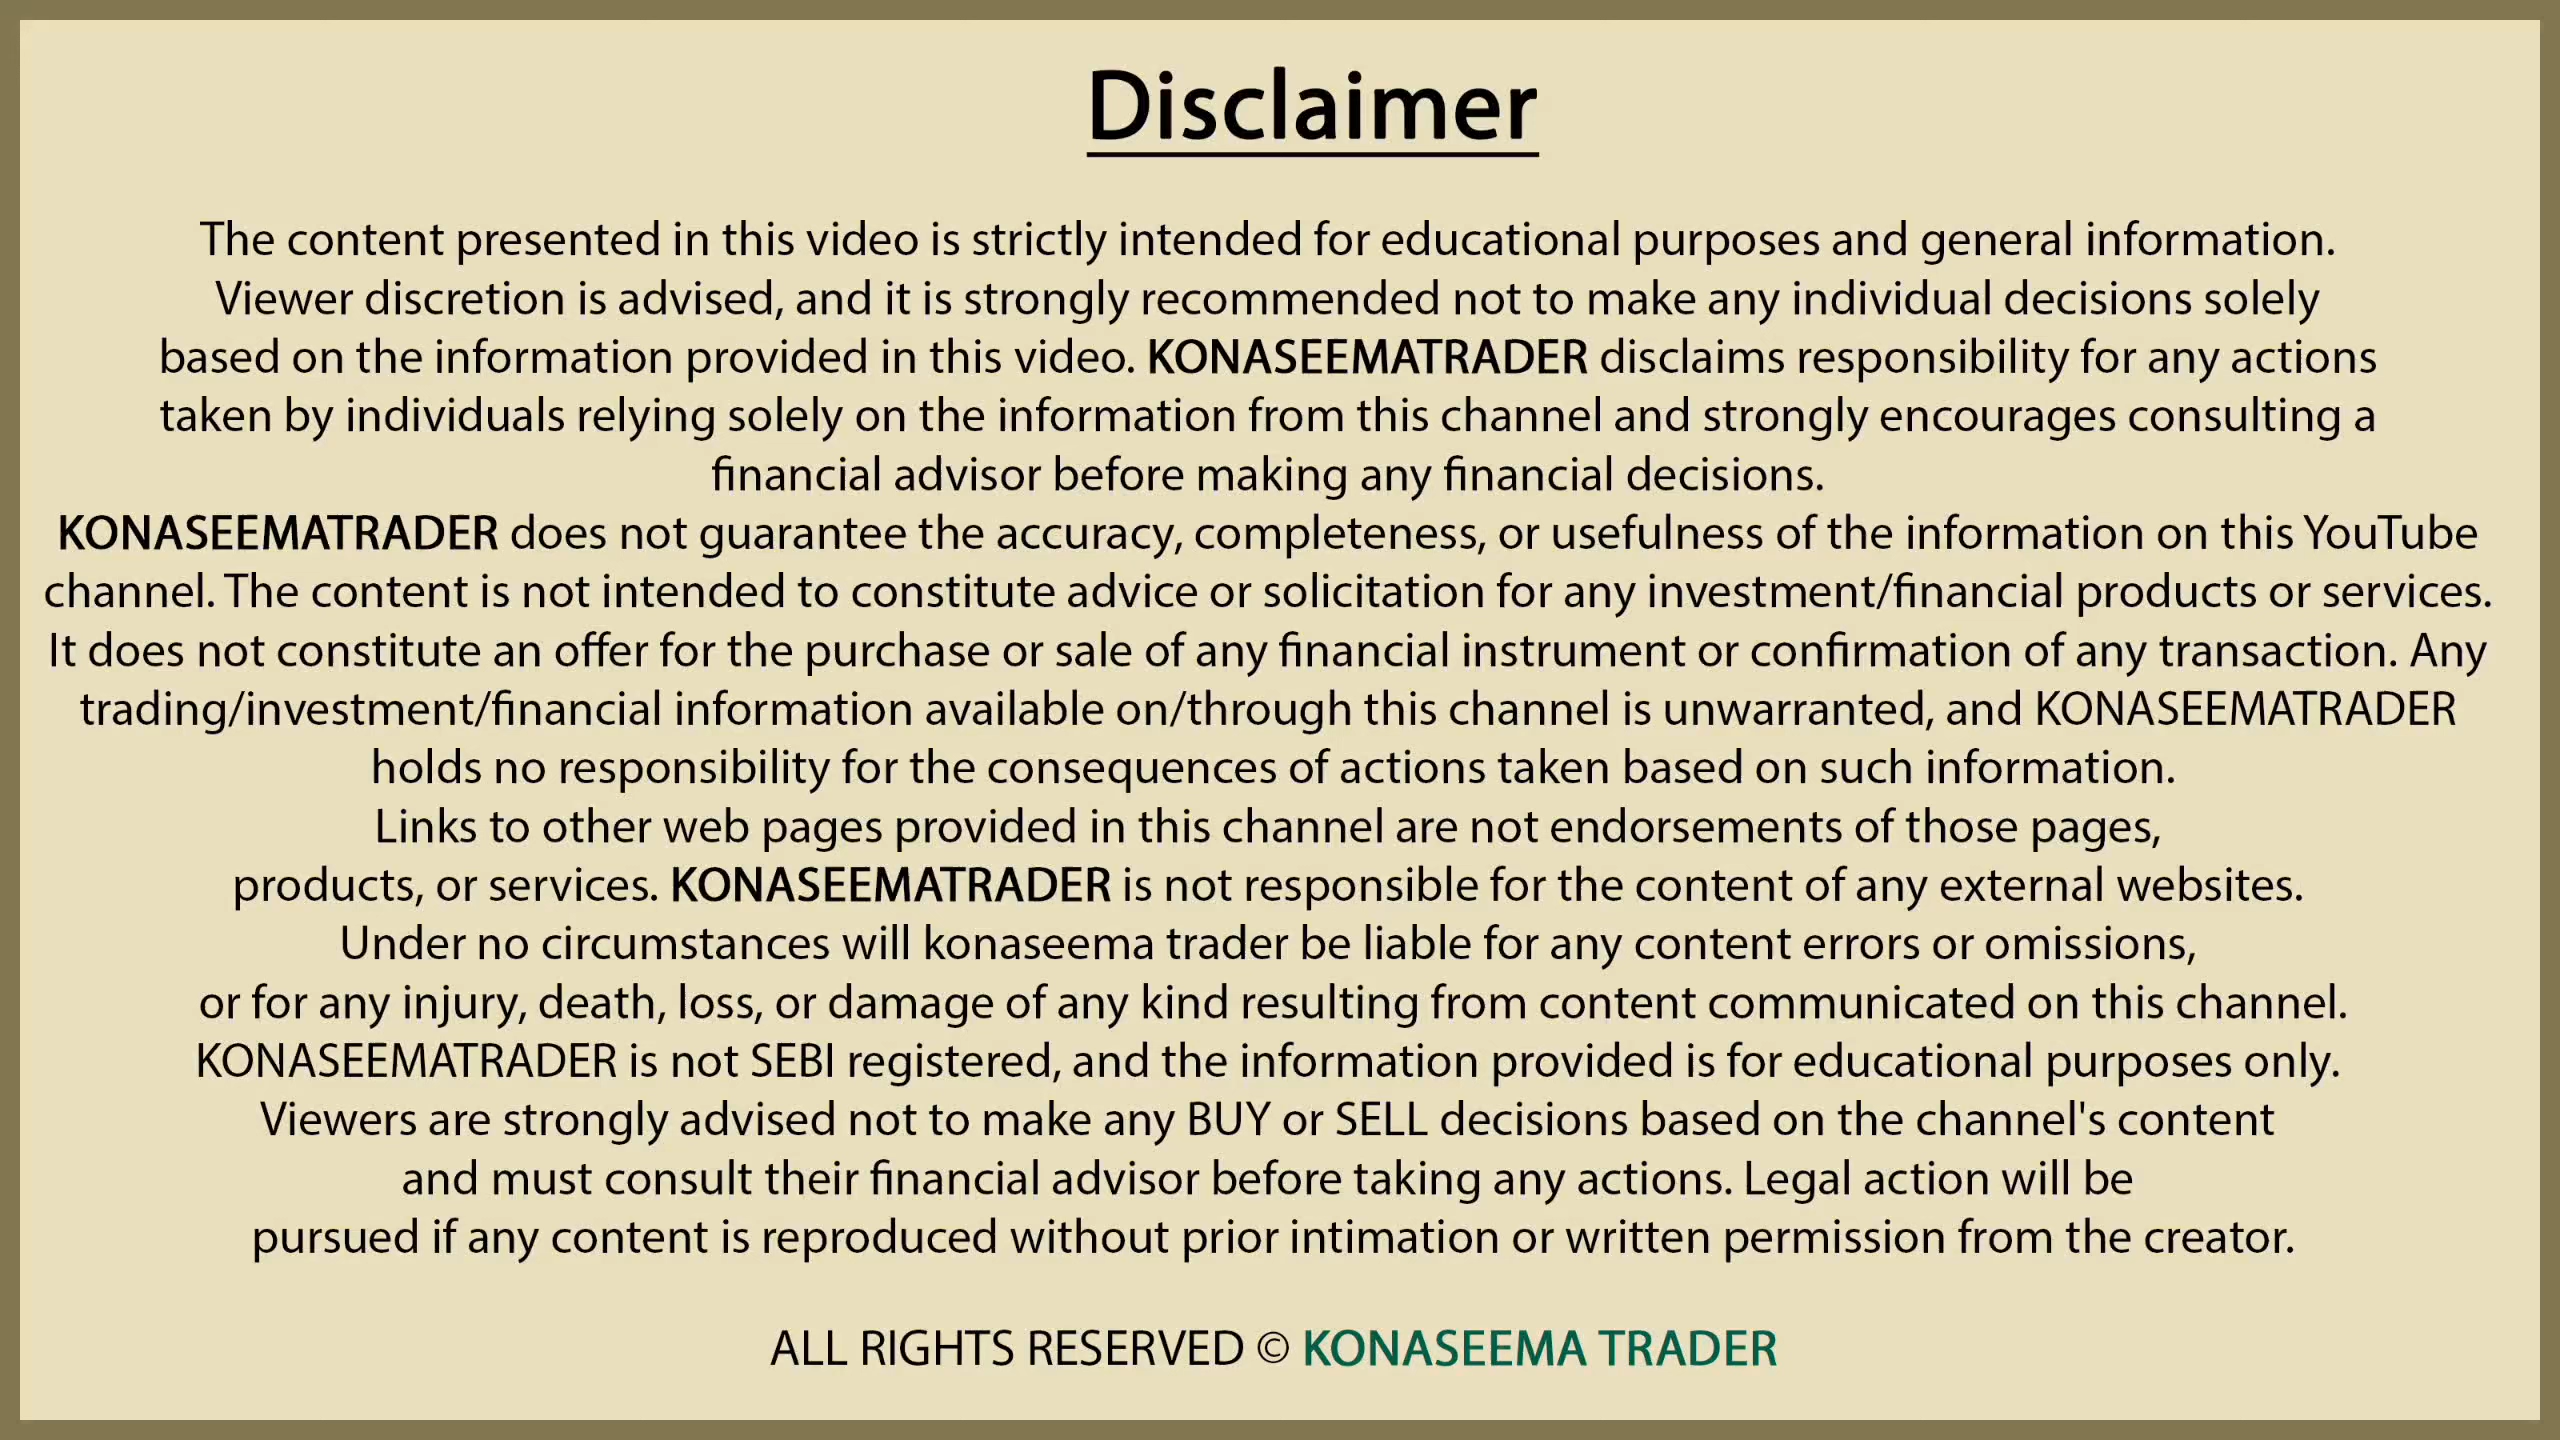 Disclaimer
The content presented in this video is strictly intended for educational purposes and general information.
Viewer discretion is advised, and it is strongly recommended not to make any individual decisions solely
based on the information provided in this video. KONASEEMATRADER disclaims responsibility for any actions
taken by individuals relying solely on the information from this channel and strongly encourages consulting a
financial advisor before making any financial decisions.
KONASEEMATRADER does not guarantee the accuracy, completeness, or usefulness of the information on this YouTube
channel. The content is not intended to constitute advice or solicitation for any investment/financial products or services.
It does not constitute an offer for the purchase or sale of any financial instrument or confirmation of any transaction. Any
trading/investment/financial information available on/through this channel is unwarranted, and KONASEEMATRADER
holds no responsibility for the consequences of actions taken based on such information.
Links to other web pages provided in this channel are not endorsements of those pages,
products, or services. KONASEEMATRADER is not responsible for the content of any external websites.
Under no circumstances will konaseema trader be liable for any content errors or omissions,
or for any injury, death, loss, or damage of any kind resulting from content communicated on this channel.
KONASEEMATRADER is not SEBI registered, and the information provided is for educational purposes only.
Viewers are strongly advised not to make any BUY or SELL decisions based on the channel's content
and must consult their financial advisor before taking any actions. Legal action will be
pursued if any content is reproduced without prior intimation or written permission from the creator.
ALL RIGHTS RESERVED © KONASEEMA TRADER